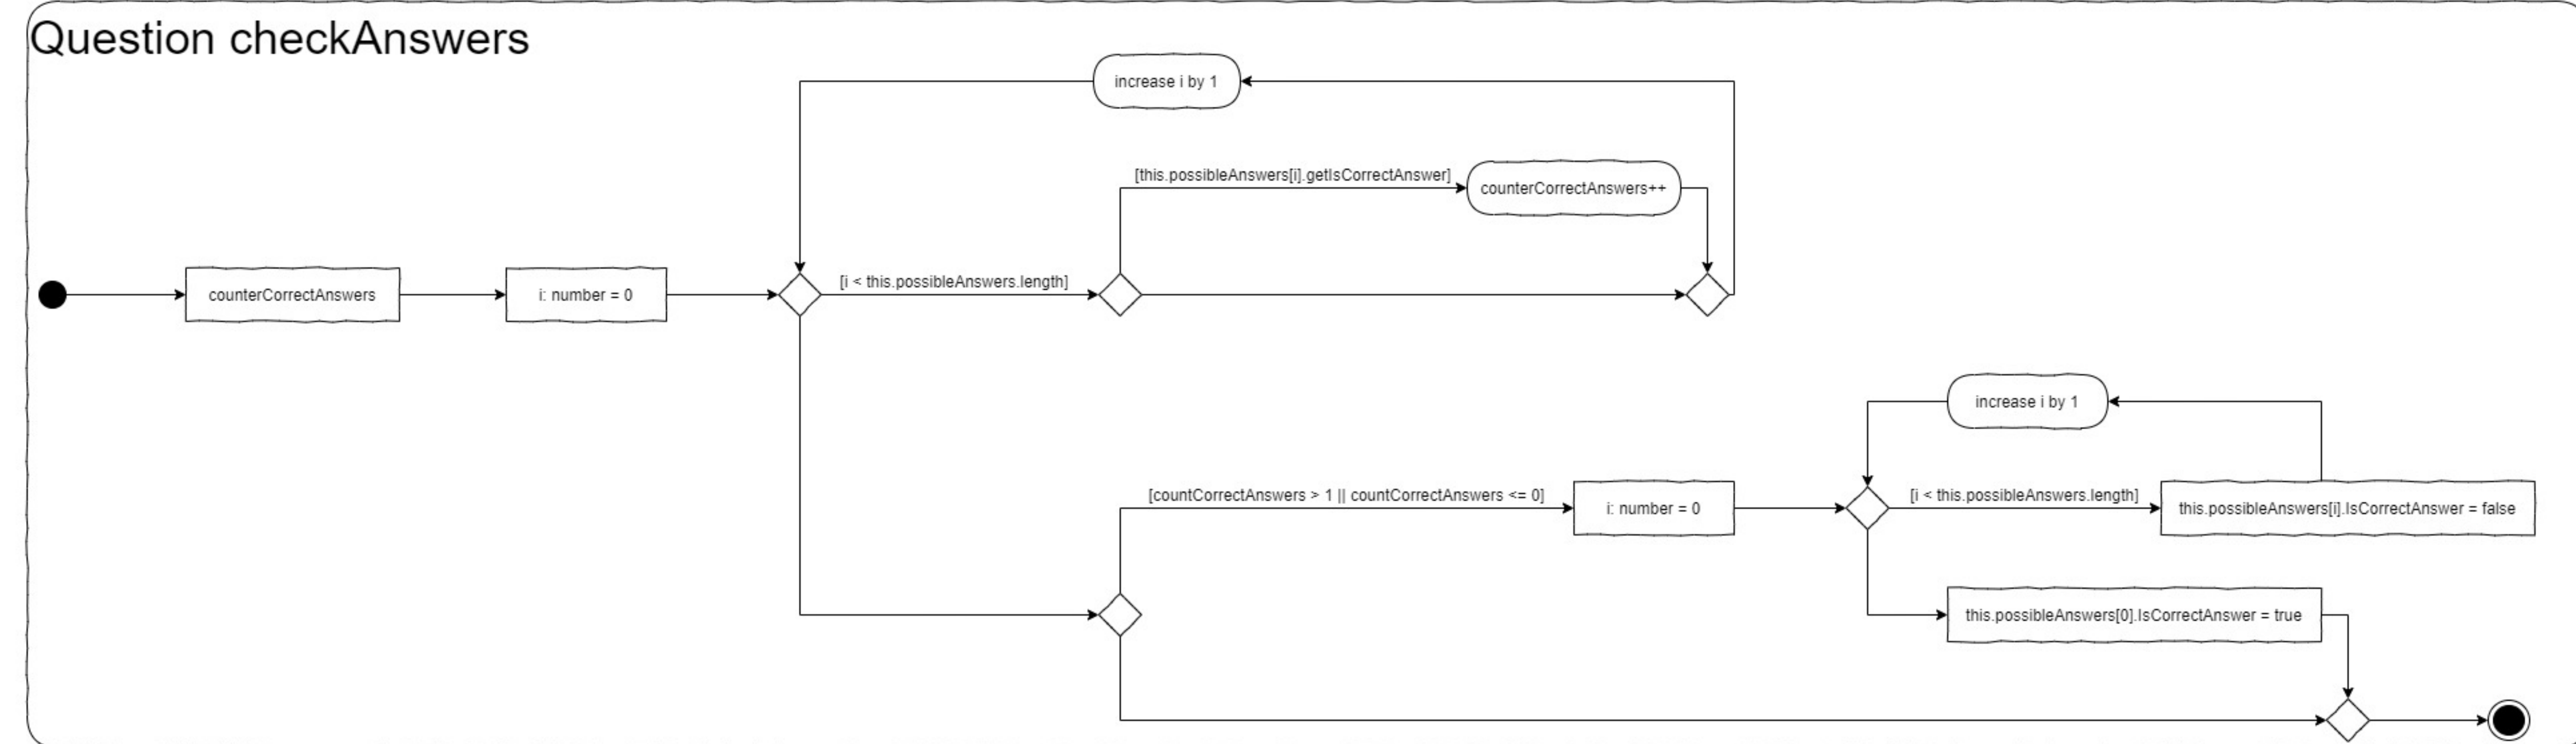 Question checkAnswers
increase i by 1
[this.possibleAnswers[i].getIsCorrectAnswer]
counterCorrectAnswers++
counterCorrectAnswers
i: number = 0
[i < this.possibleAnswers.length]
increase i by 1
[countCorrectAnswers > 1 || countCorrectAnswers <= 0]
i: number = 0
[i < this.possibleAnswers.length]
this.possibleAnswers[i].IsCorrectAnswer = false
this.possibleAnswers[0].IsCorrectAnswer = true